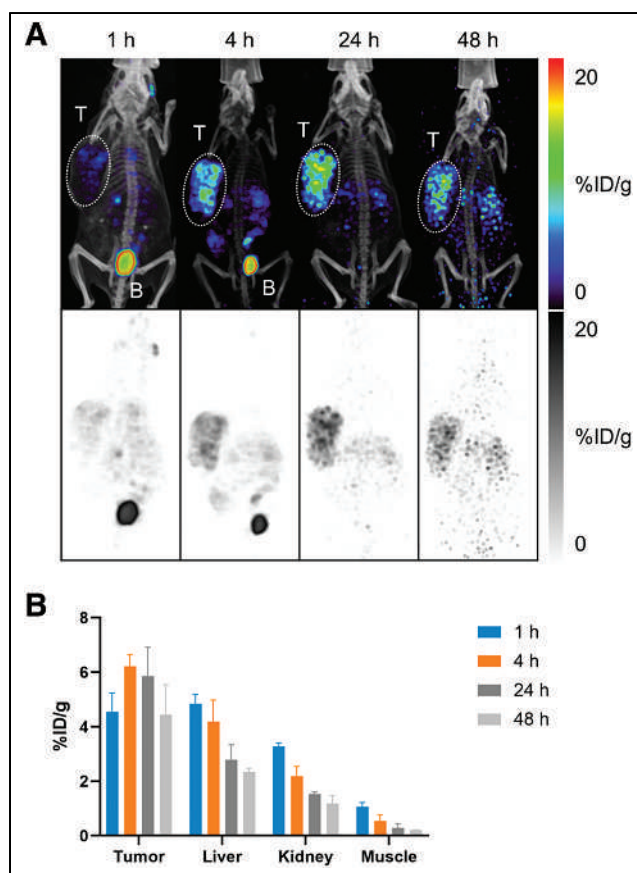 A
1 h 4 h 24 h 48 h
T T T T
B B
20
%ID/g
0
20
%ID/g
0
B
8
6
4
2
0
%ID/g
1 h
4 h
24 h
48 h
Tumor Liver Kidney Muscle